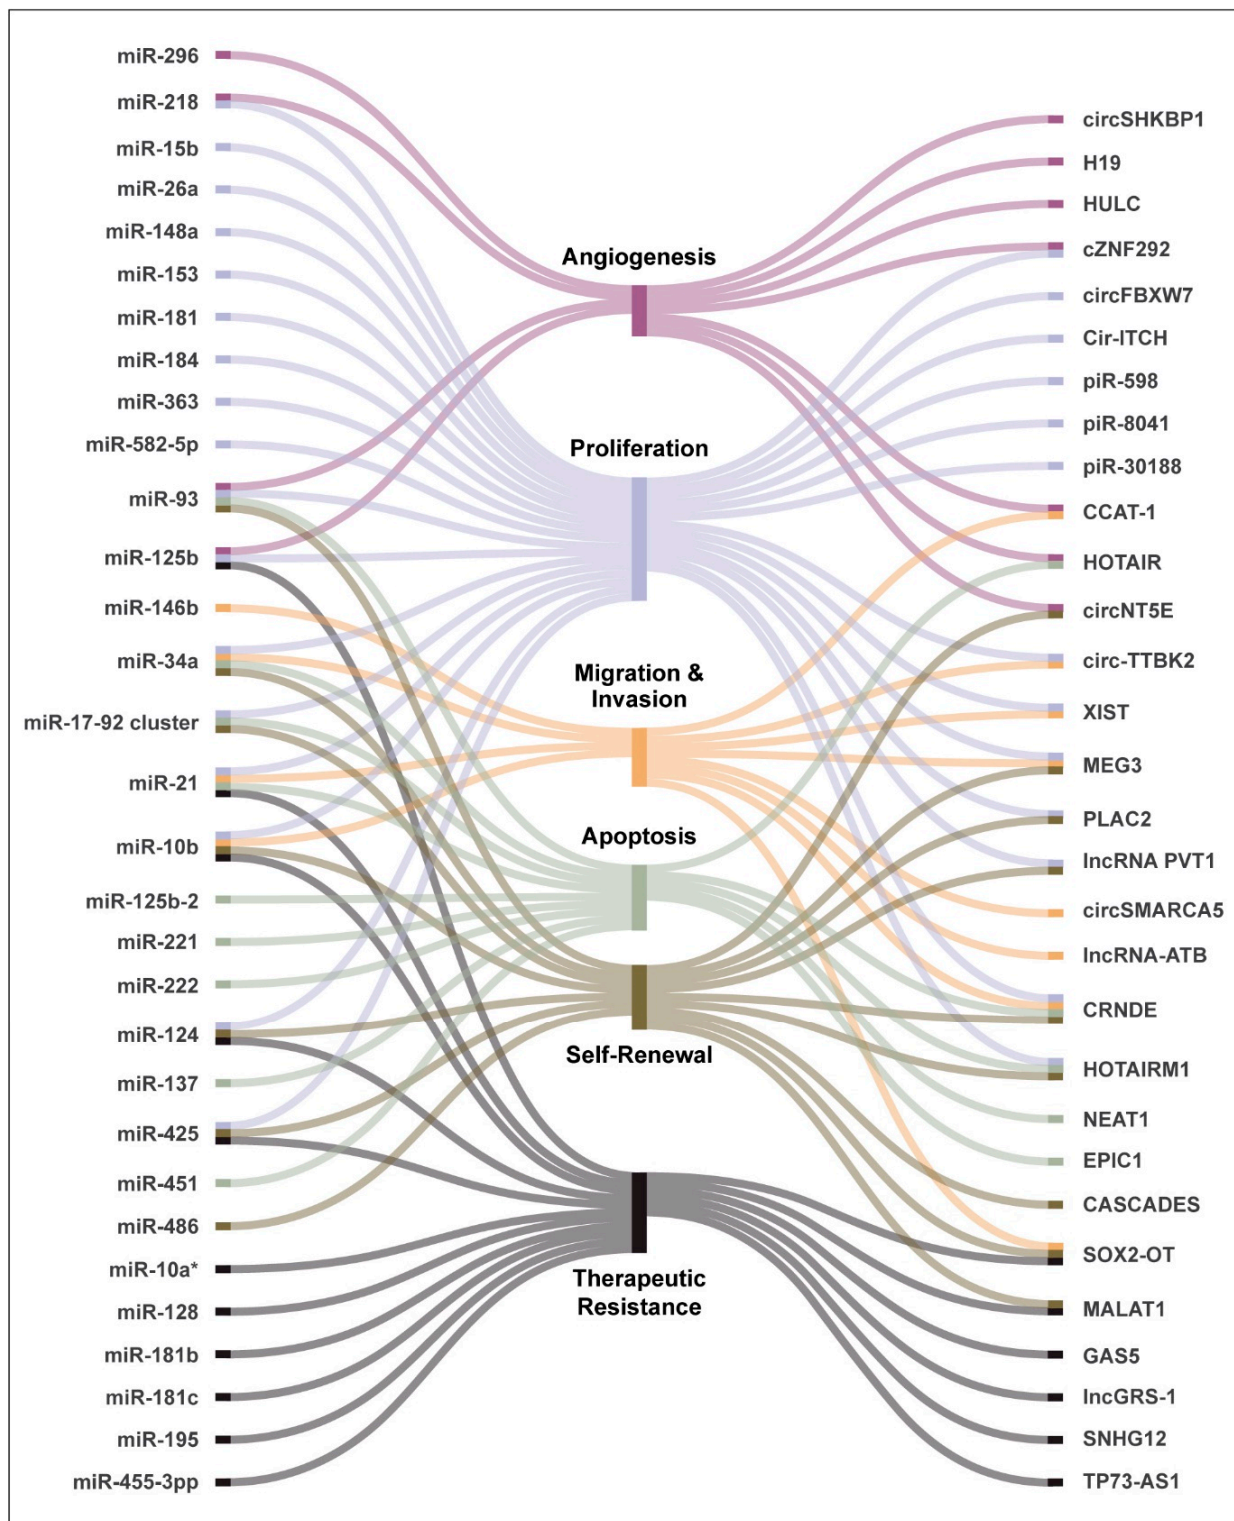 miR-296
miR-218
miR-15b
miR-26a
miR-148a
miR-153
miR-181
miR-184
miR-363
miR-582-5p
miR-93
miR-125b
miR-146b
miR-34a
miR-17-92 cluster
miR-21
miR-10b
miR-125b-2
miR-221
miR-222
miR-124
miR-137
miR-425
miR-451
miR-486
miR-10a*
miR-128
miR-181b
miR-181c
miR-195
miR-455-3pp
Angiogenesis
Proliferation
Migration &
Invasion
Apoptosis
Self-Renewal
Therapeutic
Resistance
circSHKBP1
H19
HULC
cZNF292
circFBXW7
Cir-ITCH
piR-598
piR-8041
piR-30188
CCAT-1
HOTAIR
circNT5E
circ-TTBK2
XIST
MEG3
PLAC2
lncRNA PVT1
circSMARCA5
lncRNA-ATB
CRNDE
HOTAIRM1
NEAT1
EPIC1
CASCADES
SOX2-OT
MALAT1
GAS5
lncGRS-1
SNHG12
TP73-AS1